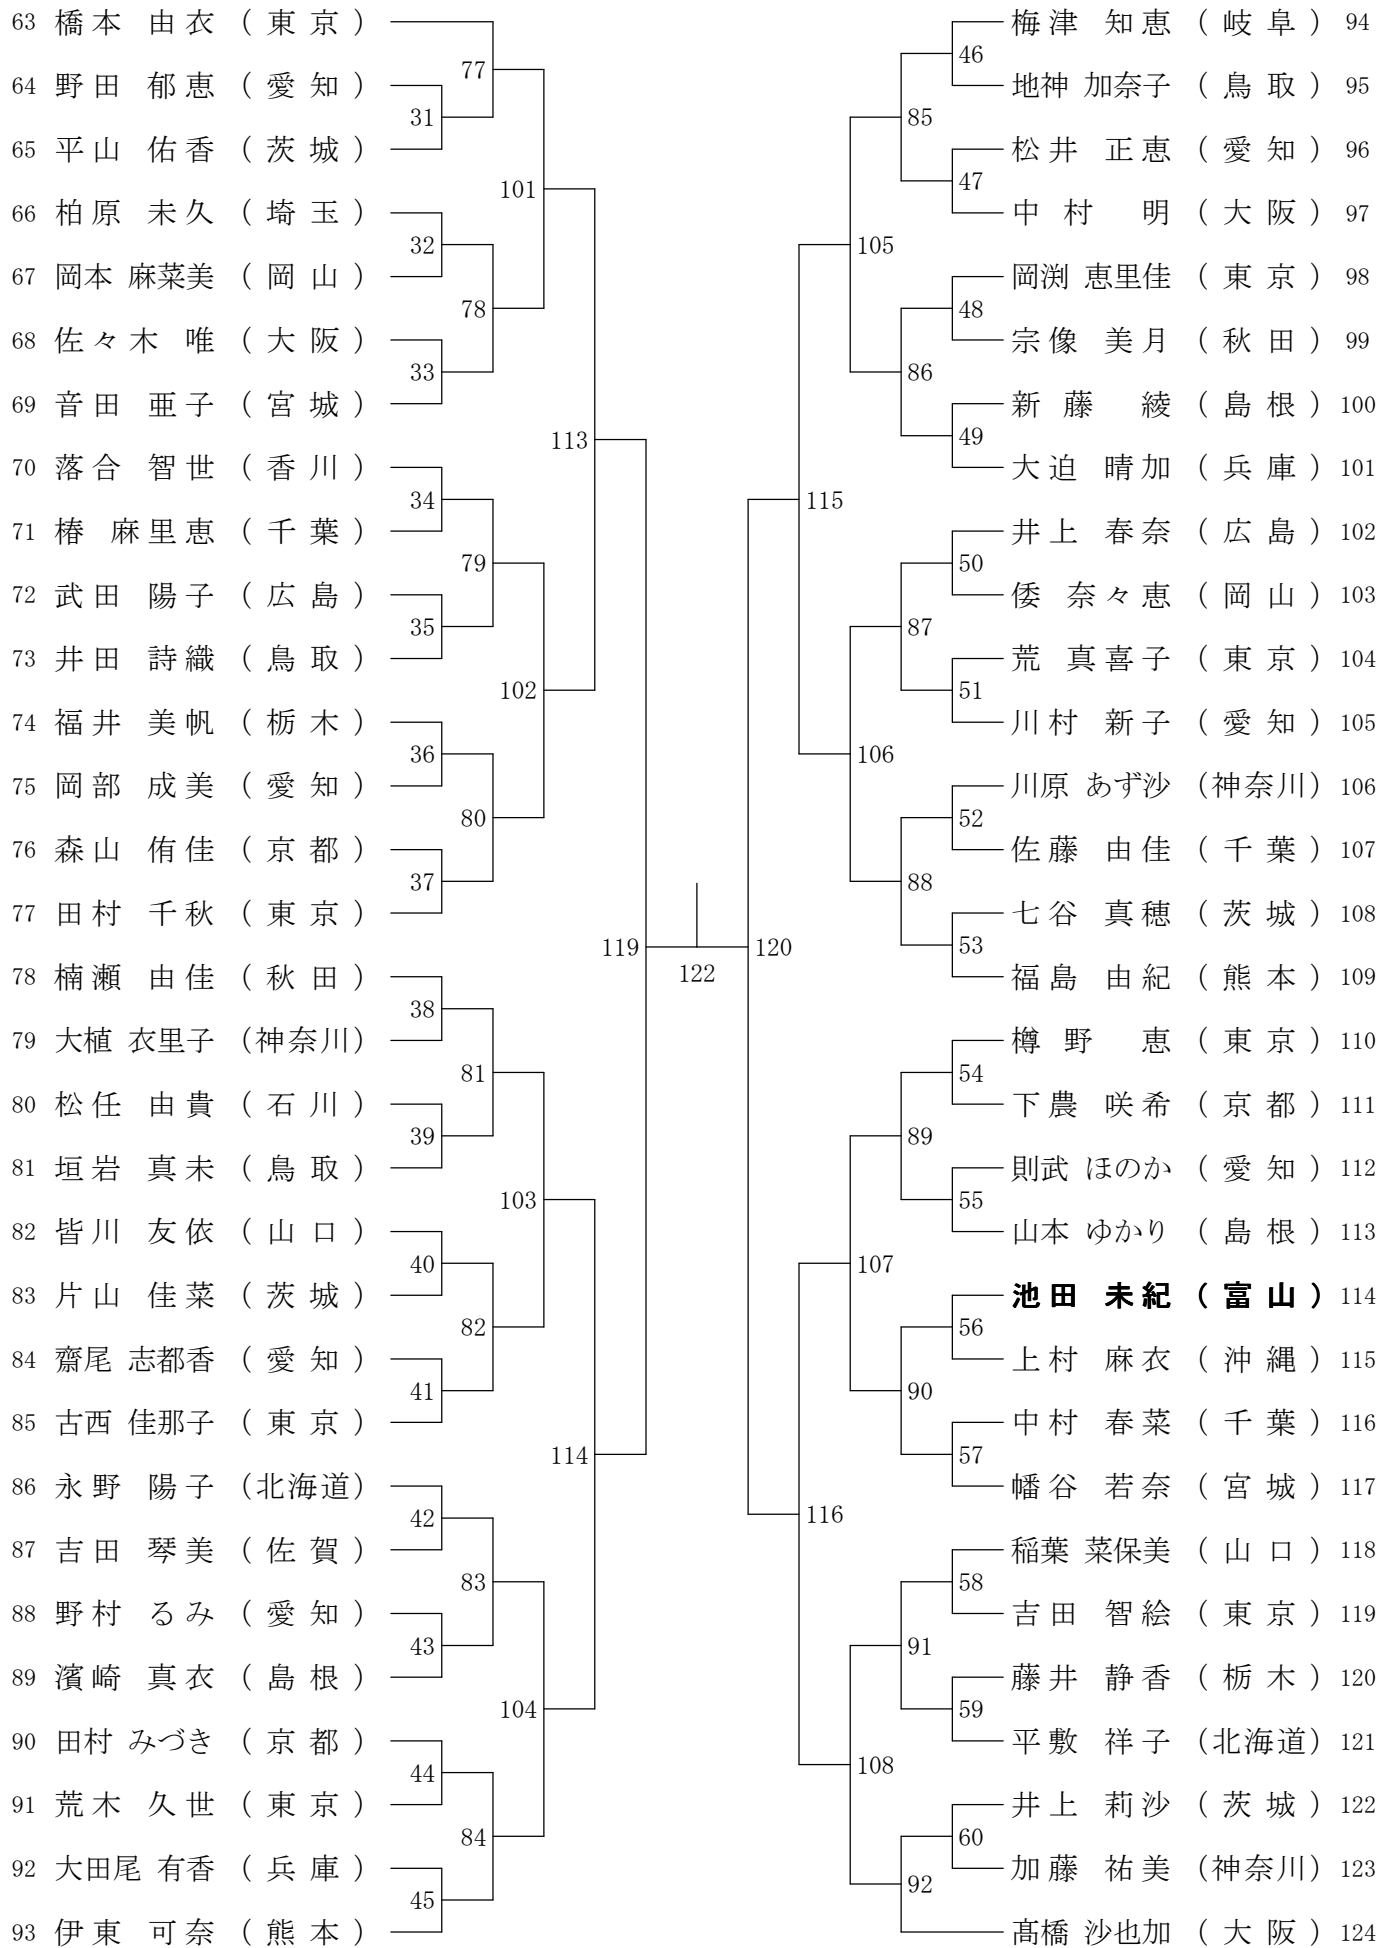 63 橋本 由衣 （ 東 京 ）
64 野田 郁恵 （ 愛 知 ）
65 平山 佑香 （ 茨 城 ）
66 柏原 未久 （ 埼 玉 ）
67 岡本 麻菜美 （ 岡 山 ）
68 佐々木 唯 （ 大 阪 ）
69 音田 亜子 （ 宮 城 ）
70 落合 智世 （ 香 川 ）
71 椿 麻里恵 （ 千 葉 ）
72 武田 陽子 （ 広 島 ）
73 井田 詩織 （ 鳥 取 ）
74 福井 美帆 （ 栃 木 ）
75 岡部 成美 （ 愛 知 ）
76 森山 侑佳 （ 京 都 ）
77 田村 千秋 （ 東 京 ）
78 楠瀬 由佳 （ 秋 田 ）
79 大植 衣里子 （神奈川）
80 松任 由貴 （ 石 川 ）
81 垣岩 真未 （ 鳥 取 ）
82 皆川 友依 （ 山 口 ）
83 片山 佳菜 （ 茨 城 ）
84 齋尾 志都香 （ 愛 知 ）
85 古西 佳那子 （ 東 京 ）
86 永野 陽子 （北海道）
87 吉田 琴美 （ 佐 賀 ）
88 野村 るみ （ 愛 知 ）
89 濱崎 真衣 （ 島 根 ）
90 田村 みづき （ 京 都 ）
91 荒木 久世 （ 東 京 ）
92 大田尾 有香 （ 兵 庫 ）
93 伊東 可奈 （ 熊 本 ）
31
32
33
34
35
36
37
38
39
40
41
42
43
44
45
77
78
79
80
81
82
83
84
101
102
103
104
113
114
119
122
120
115
116
105
106
107
108
85
86
87
88
89
90
91
92
46
47
48
49
50
51
52
53
54
55
56
57
58
59
60
梅津 知恵 （ 岐 阜 ） 94
地神 加奈子 （ 鳥 取 ） 95
松井 正恵 （ 愛 知 ） 96
中村 明 （ 大 阪 ） 97
岡渕 恵里佳 （ 東 京 ） 98
宗像 美月 （ 秋 田 ） 99
新藤 綾 （ 島 根 ） 100
大迫 晴加 （ 兵 庫 ） 101
井上 春奈 （ 広 島 ） 102
倭 奈々恵 （ 岡 山 ） 103
荒 真喜子 （ 東 京 ） 104
川村 新子 （ 愛 知 ） 105
川原 あず沙 （神奈川） 106
佐藤 由佳 （ 千 葉 ） 107
七谷 真穂 （ 茨 城 ） 108
福島 由紀 （ 熊 本 ） 109
樽野 恵 （ 東 京 ） 110
下農 咲希 （ 京 都 ） 111
則武 ほのか （ 愛 知 ） 112
山本 ゆかり （ 島 根 ） 113
池田 未紀 （ 富 山 ） 114
上村 麻衣 （ 沖 縄 ） 115
中村 春菜 （ 千 葉 ） 116
幡谷 若奈 （ 宮 城 ） 117
稲葉 菜保美 （ 山 口 ） 118
吉田 智絵 （ 東 京 ） 119
藤井 静香 （ 栃 木 ） 120
平敷 祥子 （北海道） 121
井上 莉沙 （ 茨 城 ） 122
加藤 祐美 （神奈川） 123
髙橋 沙也加 （ 大 阪 ） 124